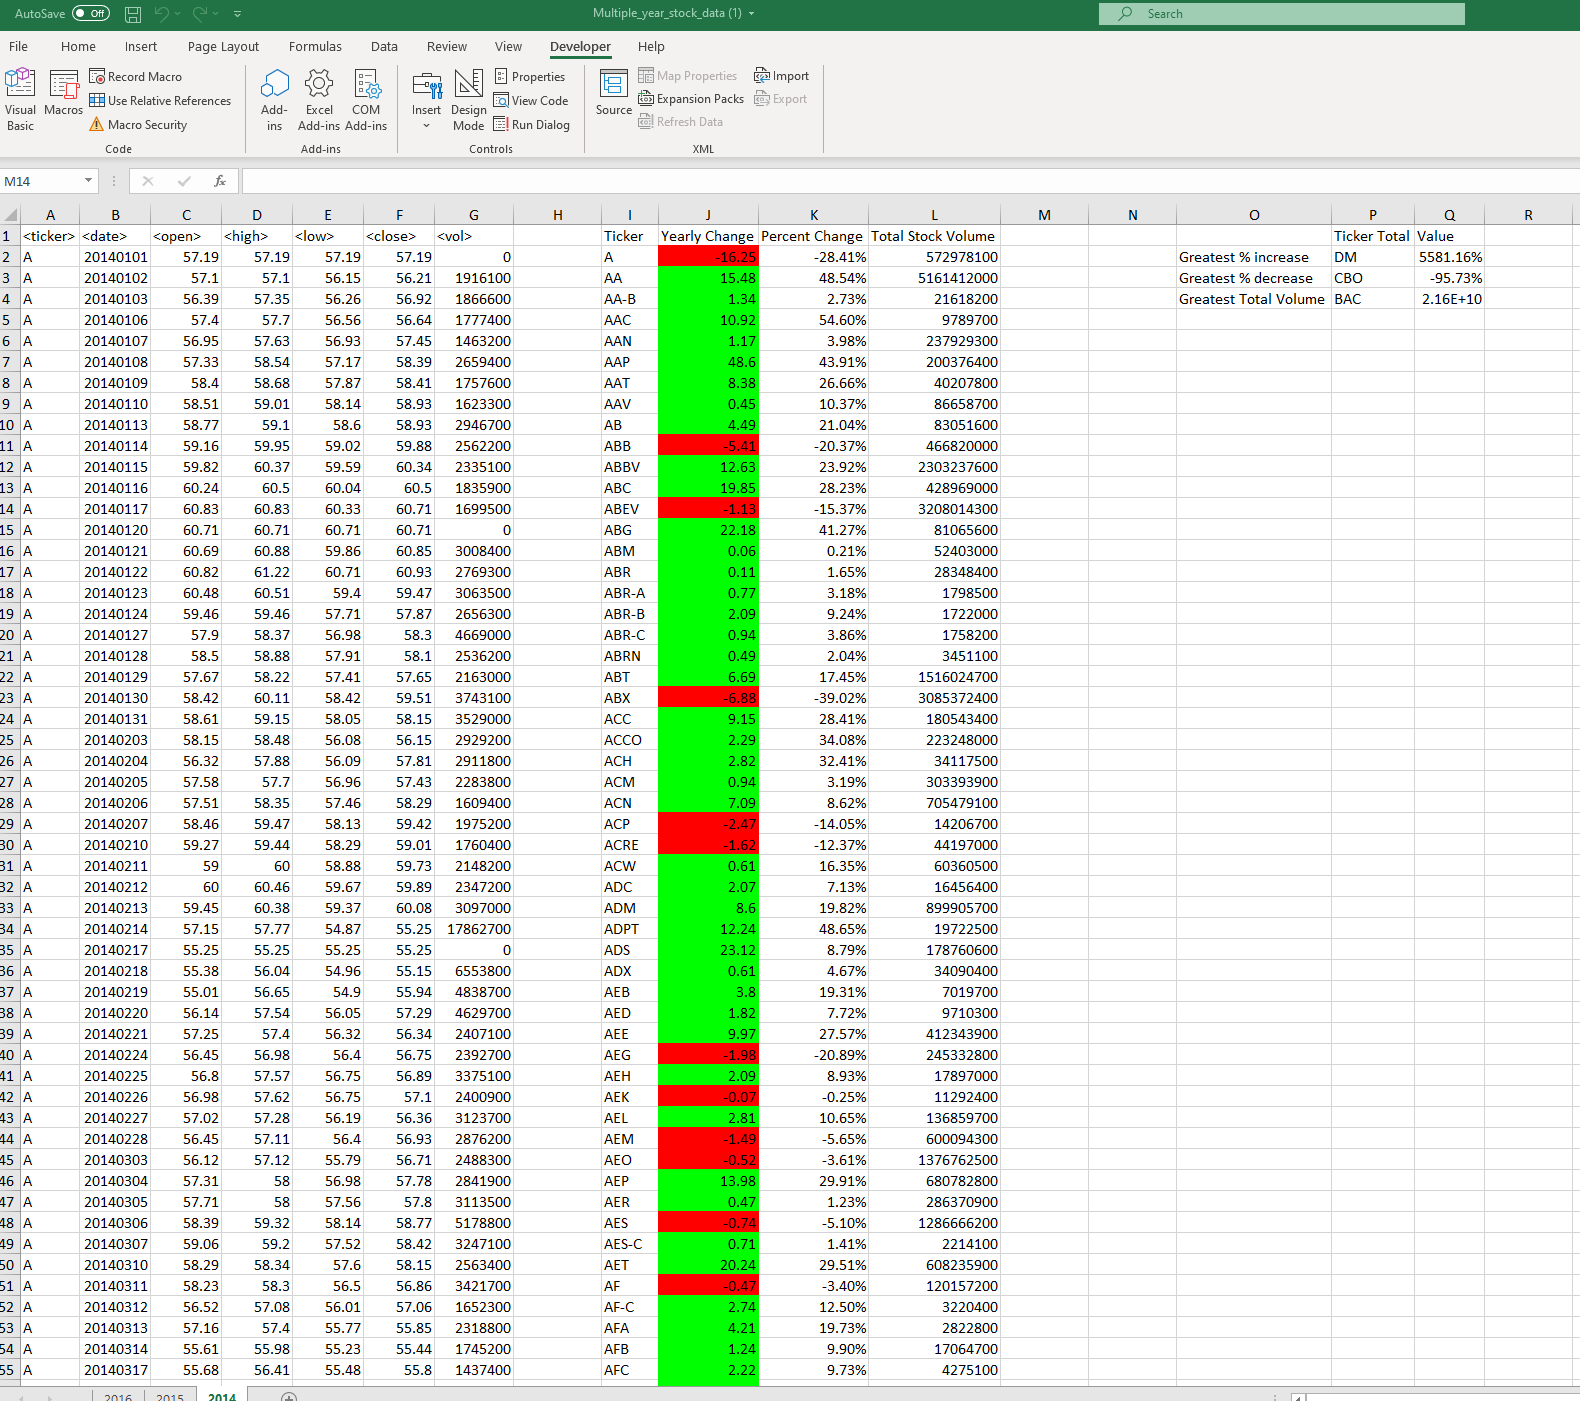 AutoSave Off Multiple_year_stock_data (1) Search
File Home Insert Page Layout Formulas Data Review View Developer Help
Visual Basic
Macros
Record Macro
Use Relative References
Macro Security
Code
Add-ins
Excel Add-ins
COM Add-ins
Add-ins
Insert
Design Mode
Properties
View Code
Run Dialog
Controls
Source
Map Properties
Expansion Packs
Refresh Data
Import
Export
XML
M14 fx
A B C D E F G H I J K L M N O P Q R
1 <ticker> <date> <open> <high> <low> <close> <vol> Ticker Yearly Change Percent Change Total Stock Volume Ticker Total Value
2 A 20140101 57.19 57.19 57.19 57.19 0 A -16.25 -28.41% 572978100 Greatest % increase DM 5581.16%
3 A 20140102 57.1 57.1 56.15 56.21 1916100 AA 15.48 48.54% 5161412000 Greatest % decrease CBO -95.73%
4 A 20140103 56.39 57.35 56.26 56.92 1866600 AA-B 1.34 2.73% 21618200 Greatest Total Volume BAC 2.16E+10
5 A 20140106 57.4 57.7 56.56 56.64 1777400 AAC 10.92 54.60% 9789700
6 A 20140107 56.95 57.63 56.93 57.45 1463200 AAN 1.17 3.98% 237929300
7 A 20140108 57.33 58.54 57.17 58.39 2659400 AAP 48.6 43.91% 200376400
8 A 20140109 58.4 58.68 57.87 58.41 1757600 AAT 8.38 26.66% 40207800
9 A 20140110 58.51 59.01 58.14 58.93 1623300 AAV 0.45 10.37% 86658700
10 A 20140113 58.77 59.1 58.6 58.93 2946700 AB 4.49 21.04% 83051600
11 A 20140114 59.16 59.95 59.02 59.88 2562200 ABB -5.41 -20.37% 466820000
12 A 20140115 59.82 60.37 59.59 60.34 2335100 ABBV 12.63 23.92% 2303237600
13 A 20140116 60.24 60.5 60.04 60.5 1835900 ABC 19.85 28.23% 428969000
14 A 20140117 60.83 60.83 60.33 60.71 1699500 ABEV -1.13 -15.37% 3208014300
15 A 20140120 60.71 60.71 60.71 60.71 0 ABG 22.18 41.27% 81065600
16 A 20140121 60.69 60.88 59.86 60.85 3008400 ABM 0.06 0.21% 52403000
17 A 20140122 60.82 61.22 60.71 60.93 2769300 ABR 0.11 1.65% 28348400
18 A 20140123 60.48 60.51 59.4 59.47 3063500 ABR-A 0.77 3.18% 1798500
19 A 20140124 59.46 59.46 57.71 57.87 2656300 ABR-B 2.09 9.24% 1722000
20 A 20140127 57.9 58.37 56.98 58.3 4669000 ABR-C 0.94 3.86% 1758200
21 A 20140128 58.5 58.88 57.91 58.1 2536200 ABRN 0.49 2.04% 3451100
22 A 20140129 57.67 58.22 57.41 57.65 2163000 ABT 6.69 17.45% 1516024700
23 A 20140130 58.42 60.11 58.42 59.51 3743100 ABX -6.88 -39.02% 3085372400
24 A 20140131 58.61 59.15 58.05 58.15 3529000 ACC 9.15 28.41% 180543400
25 A 20140203 58.15 58.48 56.08 56.15 2929200 ACCO 2.29 34.08% 223248000
26 A 20140204 56.32 57.88 56.09 57.81 2911800 ACH 2.82 32.41% 34117500
27 A 20140205 57.58 57.7 56.96 57.43 2283800 ACM 0.94 3.19% 303393900
28 A 20140206 57.51 58.35 57.46 58.29 1609400 ACN 7.09 8.62% 705479100
29 A 20140207 58.46 59.47 58.13 59.42 1975200 ACP -2.47 -14.05% 14206700
30 A 20140210 59.27 59.44 58.29 59.01 1760400 ACRE -1.62 -12.37% 44197000
31 A 20140211 59 60 58.88 59.73 2148200 ACW 0.61 16.35% 60360500
32 A 20140212 60 60.46 59.67 59.89 2347200 ADC 2.07 7.13% 16456400
33 A 20140213 59.45 60.38 59.37 60.08 3097000 ADM 8.6 19.82% 899905700
34 A 20140214 57.15 57.77 54.87 55.25 17862700 ADPT 12.24 48.65% 19722500
35 A 20140217 55.25 55.25 55.25 55.25 0 ADS 23.12 8.79% 178760600
36 A 20140218 55.38 56.04 54.96 55.15 6553800 ADX 0.61 4.67% 34090400
37 A 20140219 55.01 56.65 54.9 55.94 4838700 AEB 3.8 19.31% 7019700
38 A 20140220 56.14 57.54 56.05 57.29 4629700 AED 1.82 7.72% 9710300
39 A 20140221 57.25 57.4 56.32 56.34 2407100 AEE 9.97 27.57% 412343900
40 A 20140224 56.45 56.98 56.4 56.75 2392700 AEG -1.98 -20.89% 245332800
41 A 20140225 56.8 57.57 56.75 56.89 3375100 AEH 2.09 8.93% 17897000
42 A 20140226 56.98 57.62 56.75 57.1 2400900 AEK -0.07 -0.25% 11292400
43 A 20140227 57.02 57.28 56.19 56.36 3123700 AEL 2.81 10.65% 136859700
44 A 20140228 56.45 57.11 56.4 56.93 2876200 AEM -1.49 -5.65% 600094300
45 A 20140303 56.12 57.12 55.79 56.71 2488300 AEO -0.52 -3.61% 1376762500
46 A 20140304 57.31 58 56.98 57.78 2841900 AEP 13.98 29.91% 680782800
47 A 20140305 57.71 58 57.56 57.8 3113500 AER 0.47 1.23% 286370900
48 A 20140306 58.39 59.32 58.14 58.77 5178800 AES -0.74 -5.10% 1286666200
49 A 20140307 59.06 59.2 57.52 58.42 3247100 AES-C 0.71 1.41% 2214100
50 A 20140310 58.29 58.34 57.6 58.15 2563400 AET 20.24 29.51% 608235900
51 A 20140311 58.23 58.3 56.5 56.86 3421700 AF -0.47 -3.40% 120157200
52 A 20140312 56.52 57.08 56.01 57.06 1652300 AF-C 2.74 12.50% 3220400
53 A 20140313 57.16 57.4 55.77 55.85 2318800 AFA 4.21 19.73% 2822800
54 A 20140314 55.61 55.98 55.23 55.44 1745200 AFB 1.24 9.90% 17064700
55 A 20140317 55.68 56.41 55.48 55.8 1437400 AFC 2.22 9.73% 4275100
2016 2015 2014